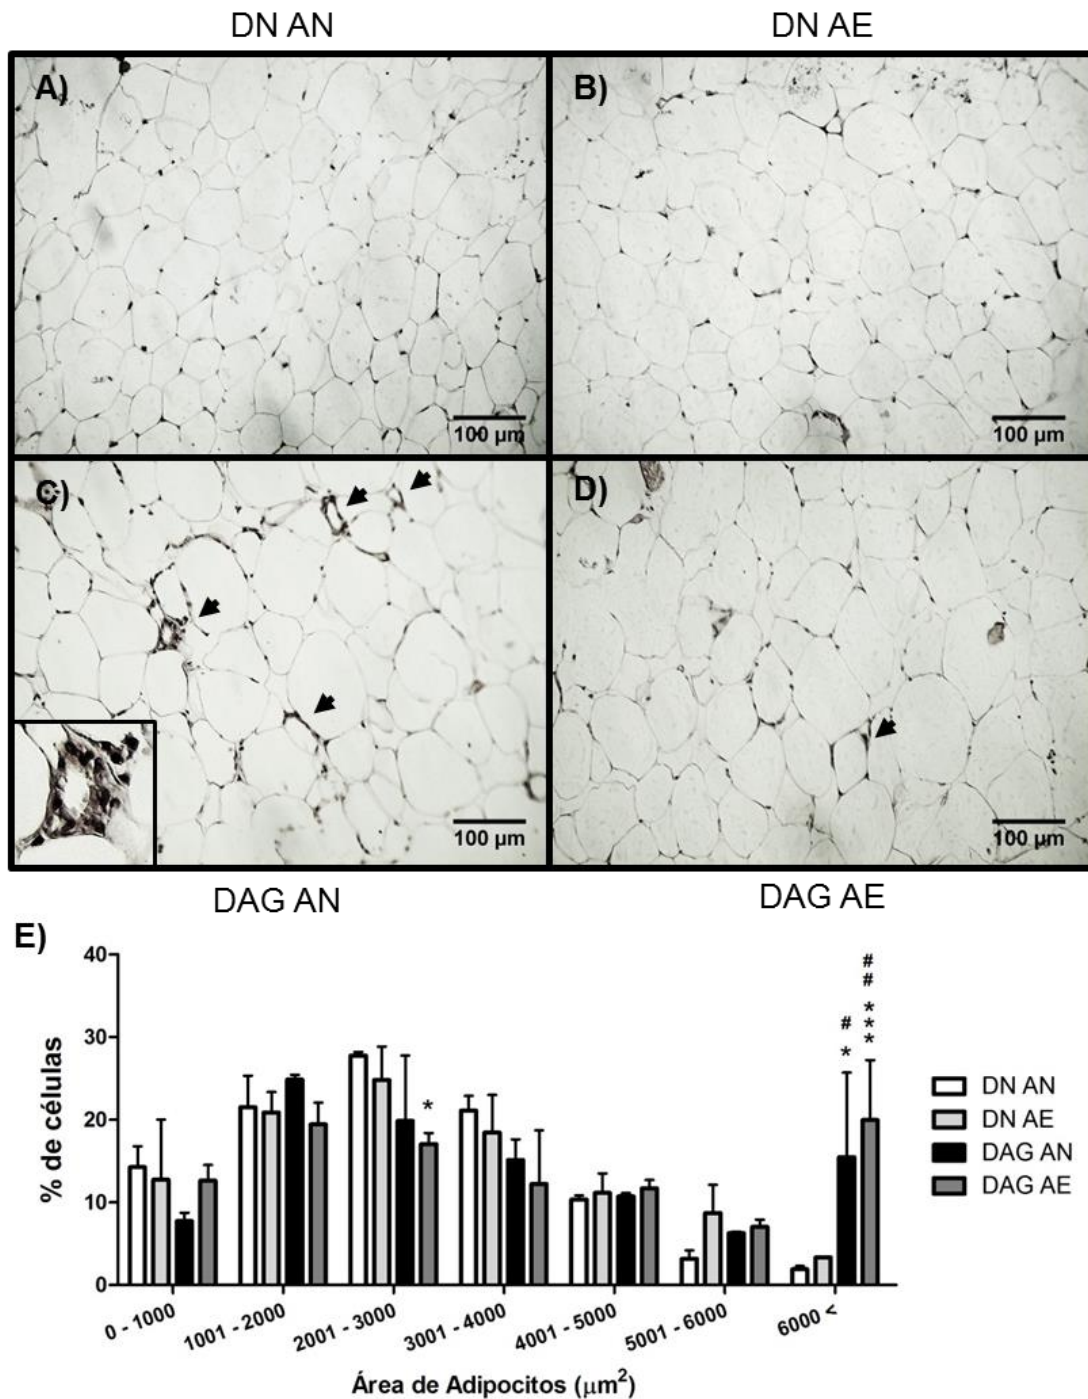 DN AN
DN AE
A)
B)
100 µm
100 µm
C)
D)
100 µm
100 µm
DAG AN
DAG AE
E)
% de células
40
30
20
10
0
*
#
*
#
#
*
*
*
DN AN
DN AE
DAG AN
DAG AE
0 - 1000
1001 - 2000
2001 - 3000
3001 - 4000
4001 - 5000
5001 - 6000
6000 <
Área de Adipocitos (µm²)